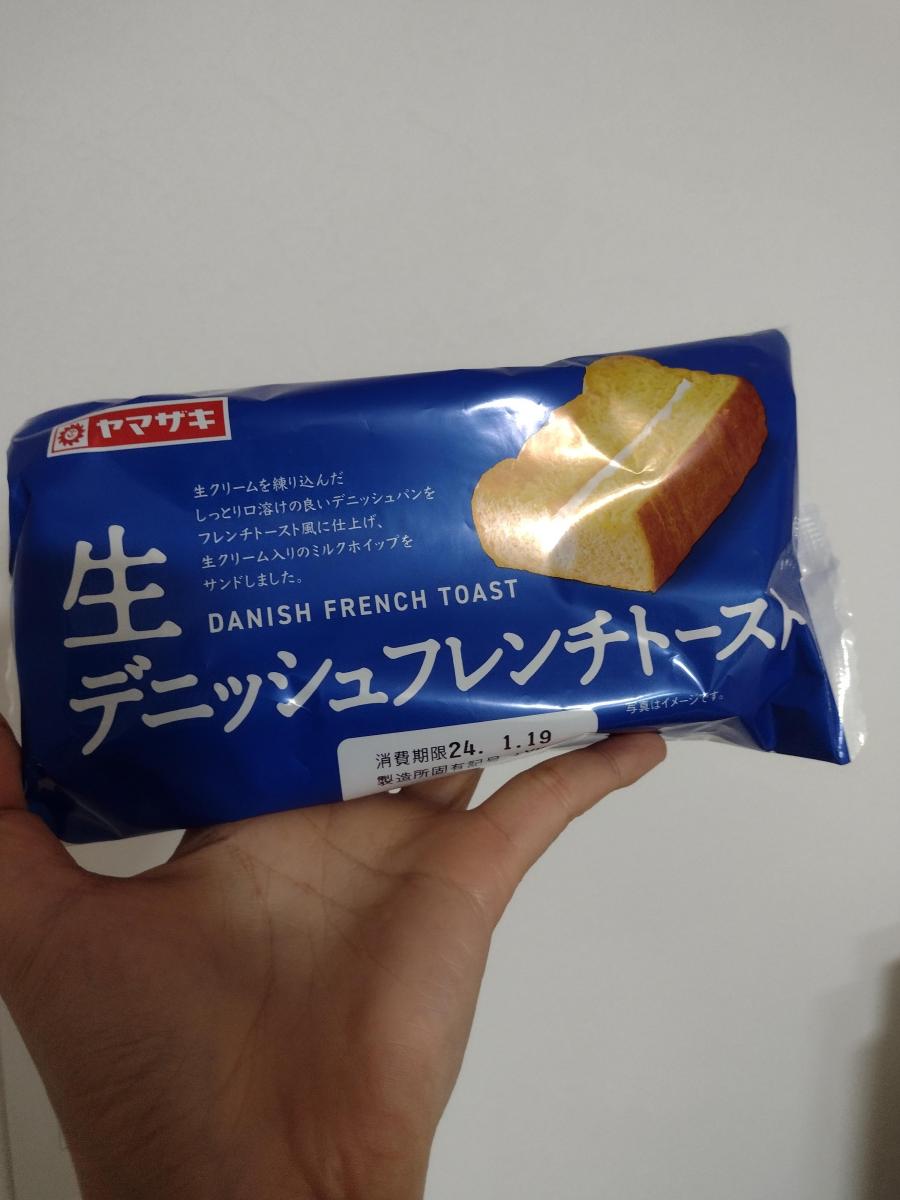 ヤマザキ
生クリームを練り込んだ
しっとり口溶けの良いデニッシュパンを
フレンチトースト風に仕上げ、
生クリーム入りのミルクホイップを
サンドしました。
生
DANISH FRENCH TOAST
デニッシュフレンチトースト
写真はイメージです。
消費期限24. 1.19
製造所固有記号